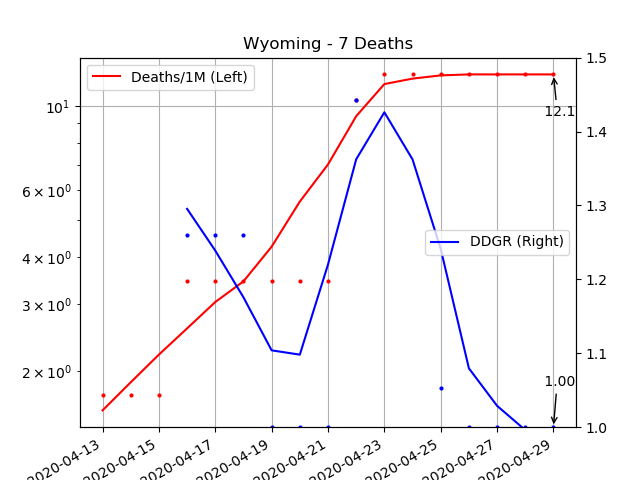 Wyoming - 7 Deaths
Deaths/1M (Left)
DDGR (Right)
10¹
6 × 10⁰
4 × 10⁰
3 × 10⁰
2 × 10⁰
1.5
1.4
1.3
1.2
1.1
1.0
12.1
1.00
2020-04-13
2020-04-15
2020-04-17
2020-04-19
2020-04-21
2020-04-23
2020-04-25
2020-04-27
2020-04-29